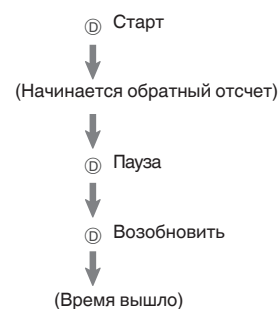 Ⓓ Старт
(Начинается обратный отсчет)
Ⓓ Пауза
Ⓓ Возобновить
(Время вышло)